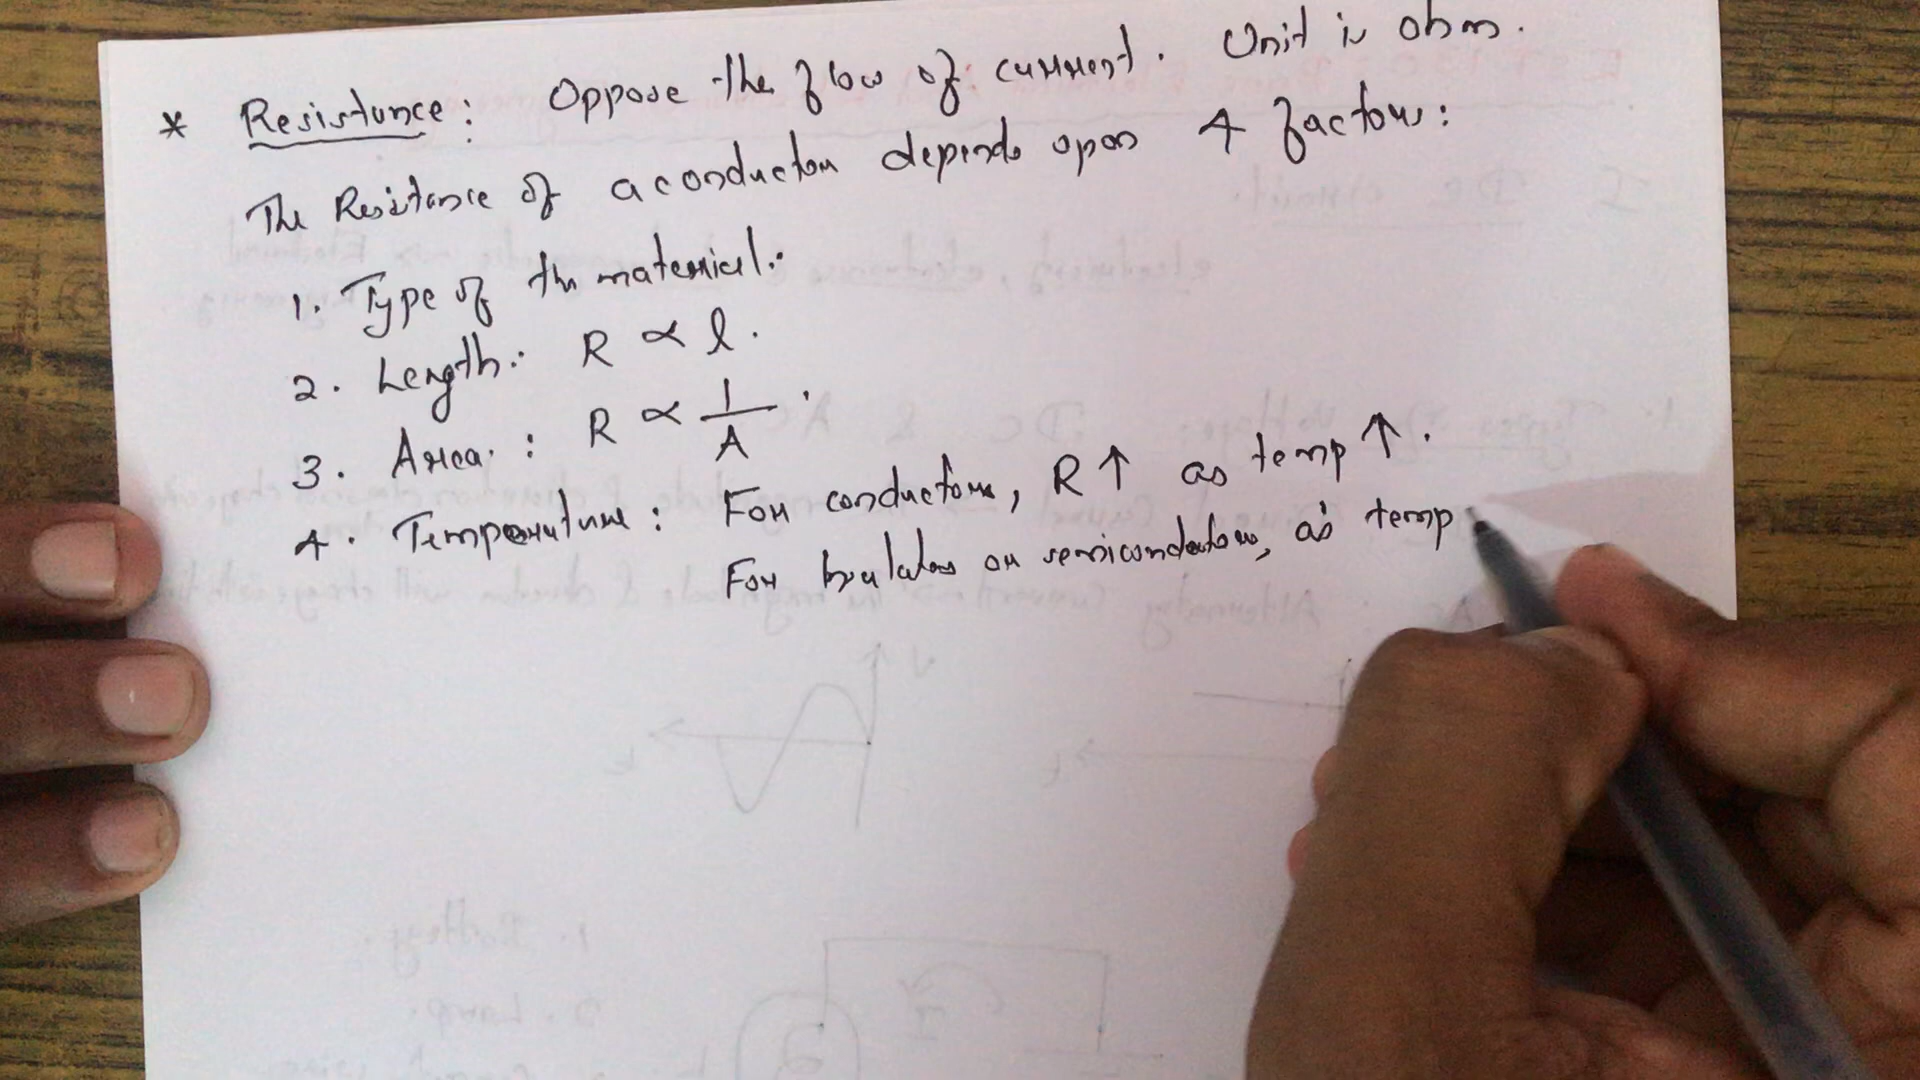 * Resistance: Oppose the flow of current. Unit is ohm.
The Resistance of a conductor depends upon 4 factors:
1. Type of the material:
2. Length: R ∝ l.
3. Area: R ∝ 1/A.
4. Temperature: For conductors, R↑ as temp ↑.
For Insulators or semiconductors, as temp